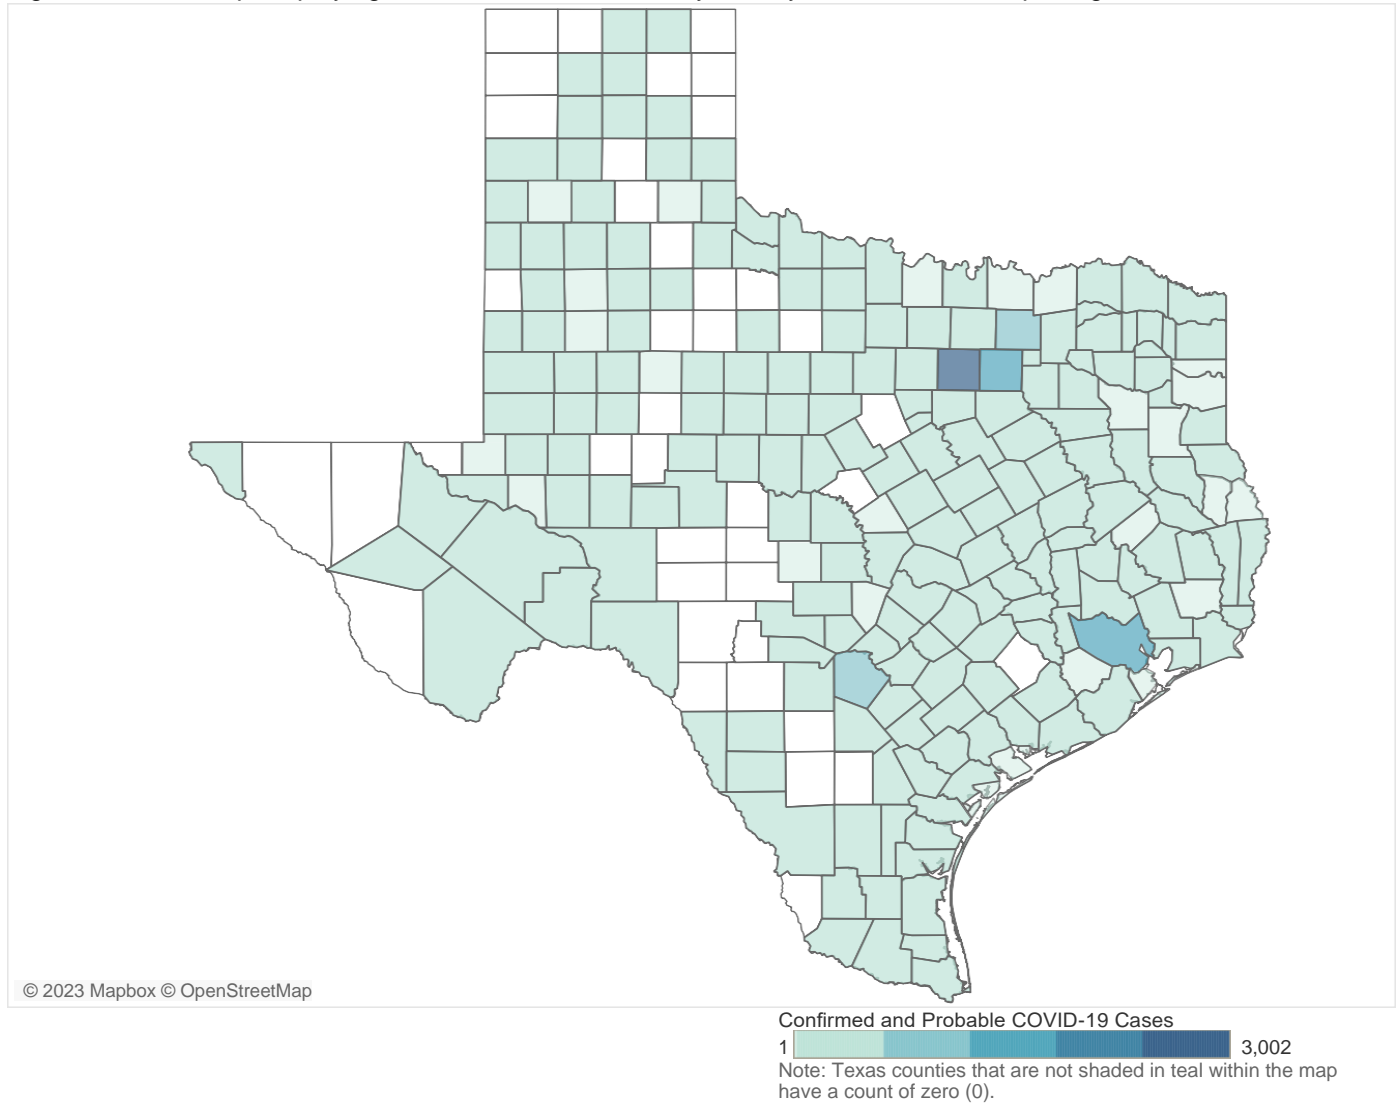 © 2023 Mapbox © OpenStreetMap
Confirmed and Probable COVID-19 Cases
1 3,002
Note: Texas counties that are not shaded in teal within the map
have a count of zero (0).